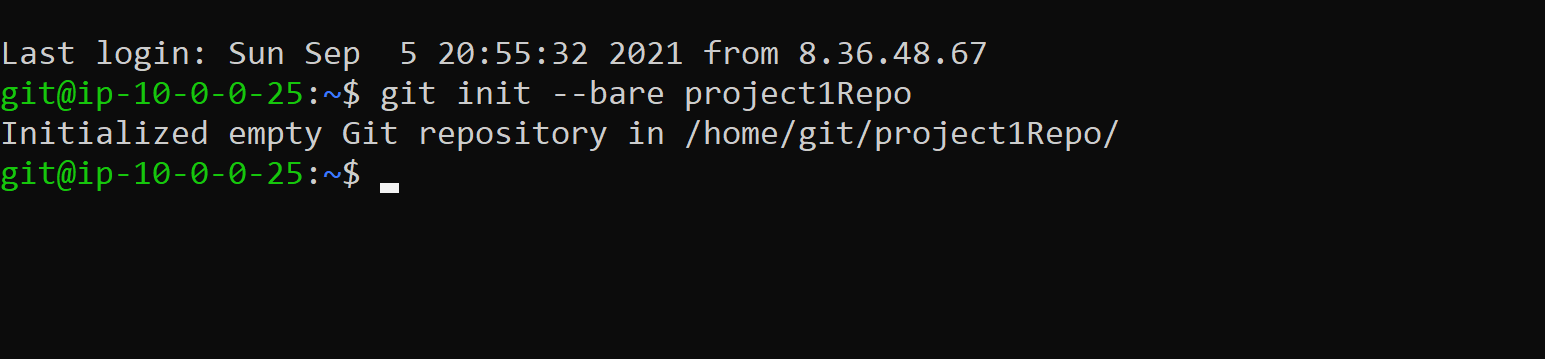 Last login: Sun Sep  5 20:55:32 2021 from 8.36.48.67
git@ip-10-0-0-25:~$ git init --bare project1Repo
Initialized empty Git repository in /home/git/project1Repo/
git@ip-10-0-0-25:~$